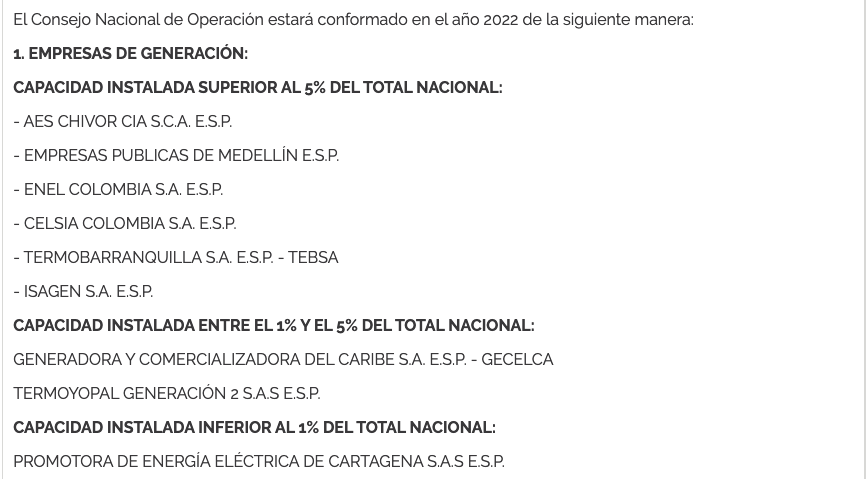 El Consejo Nacional de Operación estará conformado en el año 2022 de la siguiente manera:
1. EMPRESAS DE GENERACIÓN:
CAPACIDAD INSTALADA SUPERIOR AL 5% DEL TOTAL NACIONAL:
- AES CHIVOR CIA S.C.A. E.S.P.
- EMPRESAS PUBLICAS DE MEDELLÍN E.S.P.
- ENEL COLOMBIA S.A. E.S.P.
- CELSIA COLOMBIA S.A. E.S.P.
- TERMOBARRANQUILLA S.A. E.S.P. - TEBSA
- ISAGEN S.A. E.S.P.
CAPACIDAD INSTALADA ENTRE EL 1% Y EL 5% DEL TOTAL NACIONAL:
GENERADORA Y COMERCIALIZADORA DEL CARIBE S.A. E.S.P. - GECELCA
TERMOYOPAL GENERACIÓN 2 S.A.S E.S.P.
CAPACIDAD INSTALADA INFERIOR AL 1% DEL TOTAL NACIONAL:
PROMOTORA DE ENERGÍA ELÉCTRICA DE CARTAGENA S.A.S E.S.P.